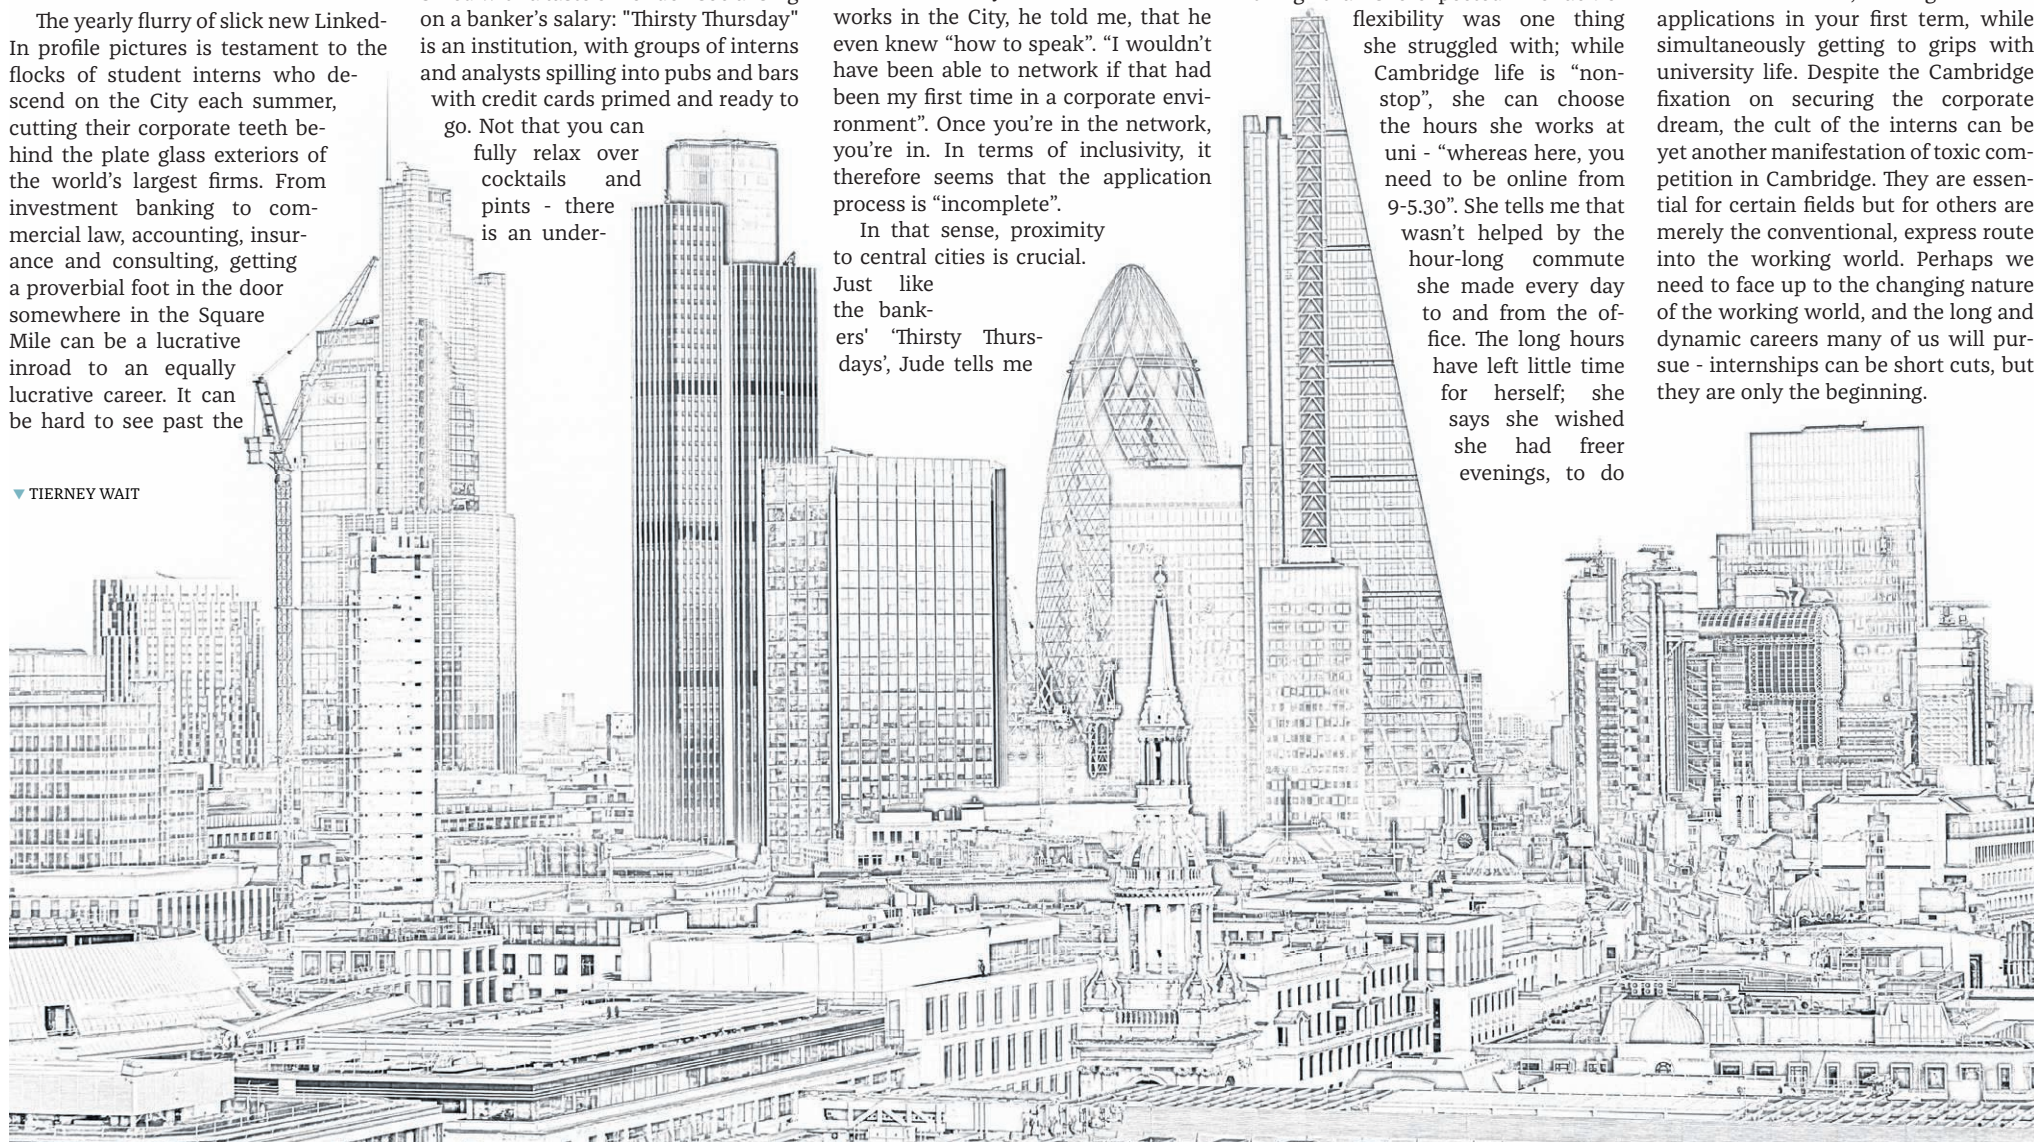 The yearly flurry of slick new Linked-
In profile pictures is testament to the
flocks of student interns who de-
scend on the City each summer,
cutting their corporate teeth be-
hind the plate glass exteriors of
the world's largest firms. From
investment banking to com-
mercial law, accounting, insur-
ance and consulting, getting
a proverbial foot in the door
somewhere in the Square
Mile can be a lucrative
inroad to an equally
lucrative career. It can
be hard to see past the
▼ TIERNEY WAIT
on a banker's salary: "Thirsty Thursday"
is an institution, with groups of interns
and analysts spilling into pubs and bars
with credit cards primed and ready to
go. Not that you can
fully relax over
cocktails and
pints - there
is an under-
works in the City, he told me, that he
even knew “how to speak”. “I wouldn't
have been able to network if that had
been my first time in a corporate envi-
ronment”. Once you're in the network,
you're in. In terms of inclusivity, it
therefore seems that the application
process is “incomplete”.
In that sense, proximity
to central cities is crucial.
Just like
the bank-
ers' ‘Thirsty Thurs-
days’, Jude tells me
flexibility was one thing
she struggled with; while
Cambridge life is “non-
stop”, she can choose
the hours she works at
uni - “whereas here, you
need to be online from
9-5.30”. She tells me that
wasn't helped by the
hour-long commute
she made every day
to and from the of-
fice. The long hours
have left little time
for herself; she
says she wished
she had freer
evenings, to do
applications in your first term, while
simultaneously getting to grips with
university life. Despite the Cambridge
fixation on securing the corporate
dream, the cult of the interns can be
yet another manifestation of toxic com-
petition in Cambridge. They are essen-
tial for certain fields but for others are
merely the conventional, express route
into the working world. Perhaps we
need to face up to the changing nature
of the working world, and the long and
dynamic careers many of us will pur-
sue - internships can be short cuts, but
they are only the beginning.